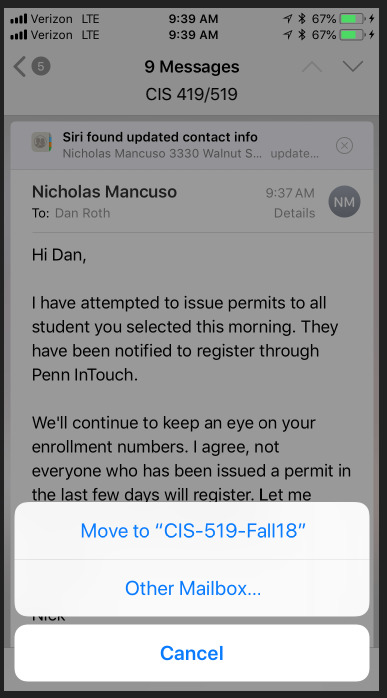 Verizon LTE 9:39 AM 67%
Verizon LTE 9:39 AM 67%
5 9 Messages
CIS 419/519
Siri found updated contact info
Nicholas Mancuso 3330 Walnut S... update...
Nicholas Mancuso 9:37 AM NM
To: Dan Roth Details
Hi Dan,
I have attempted to issue permits to all
student you selected this morning. They
have been notified to register through
Penn InTouch.
We'll continue to keep an eye on your
enrollment numbers. I agree, not
everyone who has been issued a permit in
the last few days will register. Let me
Move to “CIS-519-Fall18”
Other Mailbox...
Nick
Cancel